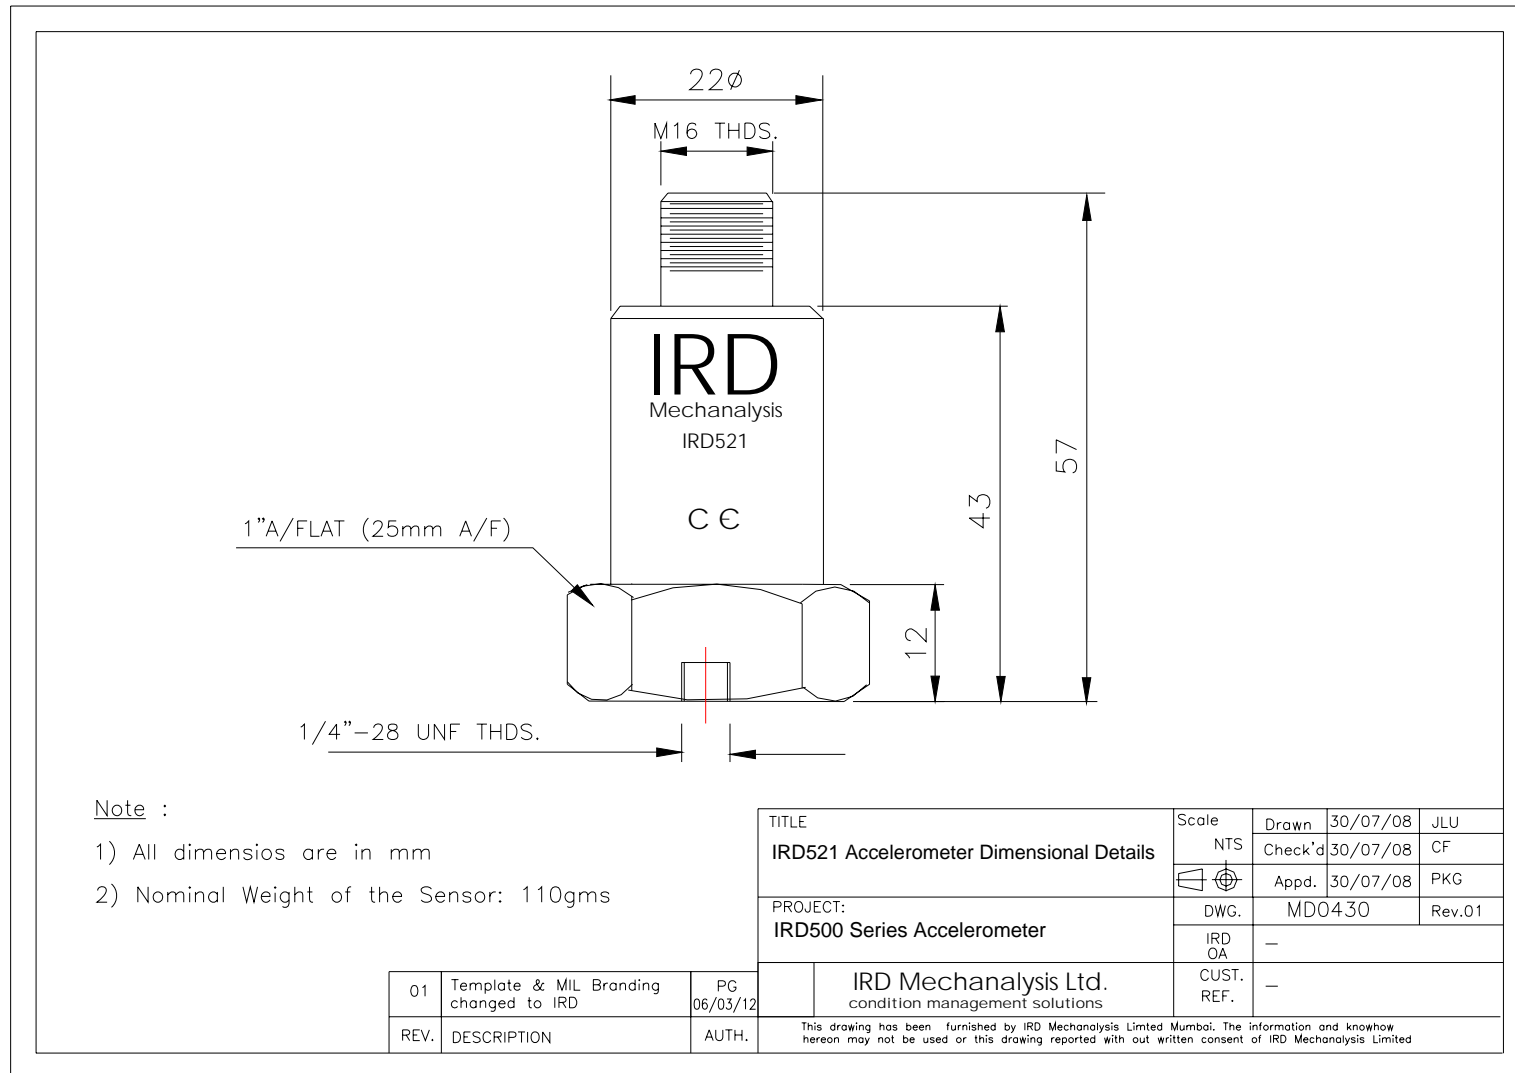 22ø
M16 THDS.
IRD
Mechanalysis
IRD521
C €
57
43
12
1"A/FLAT (25mm A/F)
1/4"-28 UNF THDS.
Note :
1) All dimensios are in mm
2) Nominal Weight of the Sensor: 110gms
TITLE
IRD521 Accelerometer Dimensional Details
Scale
NTS
Drawn 30/07/08 JLU
Check'd 30/07/08 CF
Appd. 30/07/08 PKG
PROJECT:
IRD500 Series Accelerometer
DWG. MD0430 Rev.01
IRD
OA –
IRD Mechanalysis Ltd.
condition management solutions
CUST.
REF. –
01 Template & MIL Branding
changed to IRD
PG
06/03/12
REV. DESCRIPTION AUTH.
This drawing has been furnished by IRD Mechanalysis Limted Mumbai. The information and knowhow
hereon may not be used or this drawing reported with out written consent of IRD Mechanalysis Limited